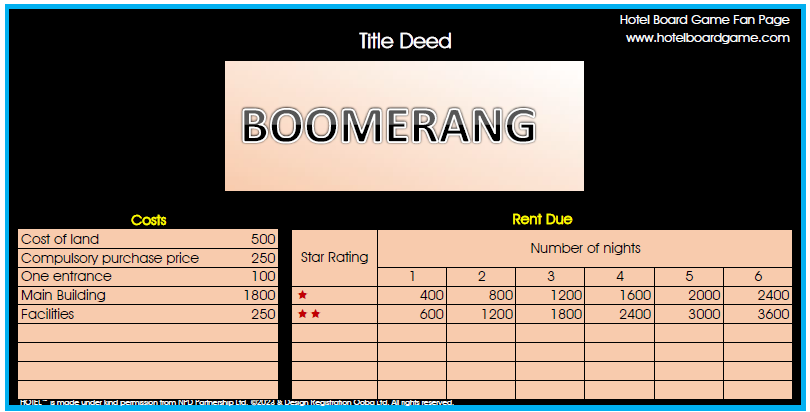 Hotel Board Game Fan Page
www.hotelboardgame.com
Title Deed
BOOMERANG
Costs
Cost of land 500
Compulsory purchase price 250
One entrance 100
Main Building 1800
Facilities 250
Rent Due
Star Rating Number of nights
1 2 3 4 5 6
★ 400 800 1200 1600 2000 2400
★★ 600 1200 1800 2400 3000 3600
HOTEL™ is made under kind permission from NPD Partnership Ltd. ©2023 & Design Registration Ooba Ltd. All rights reserved.